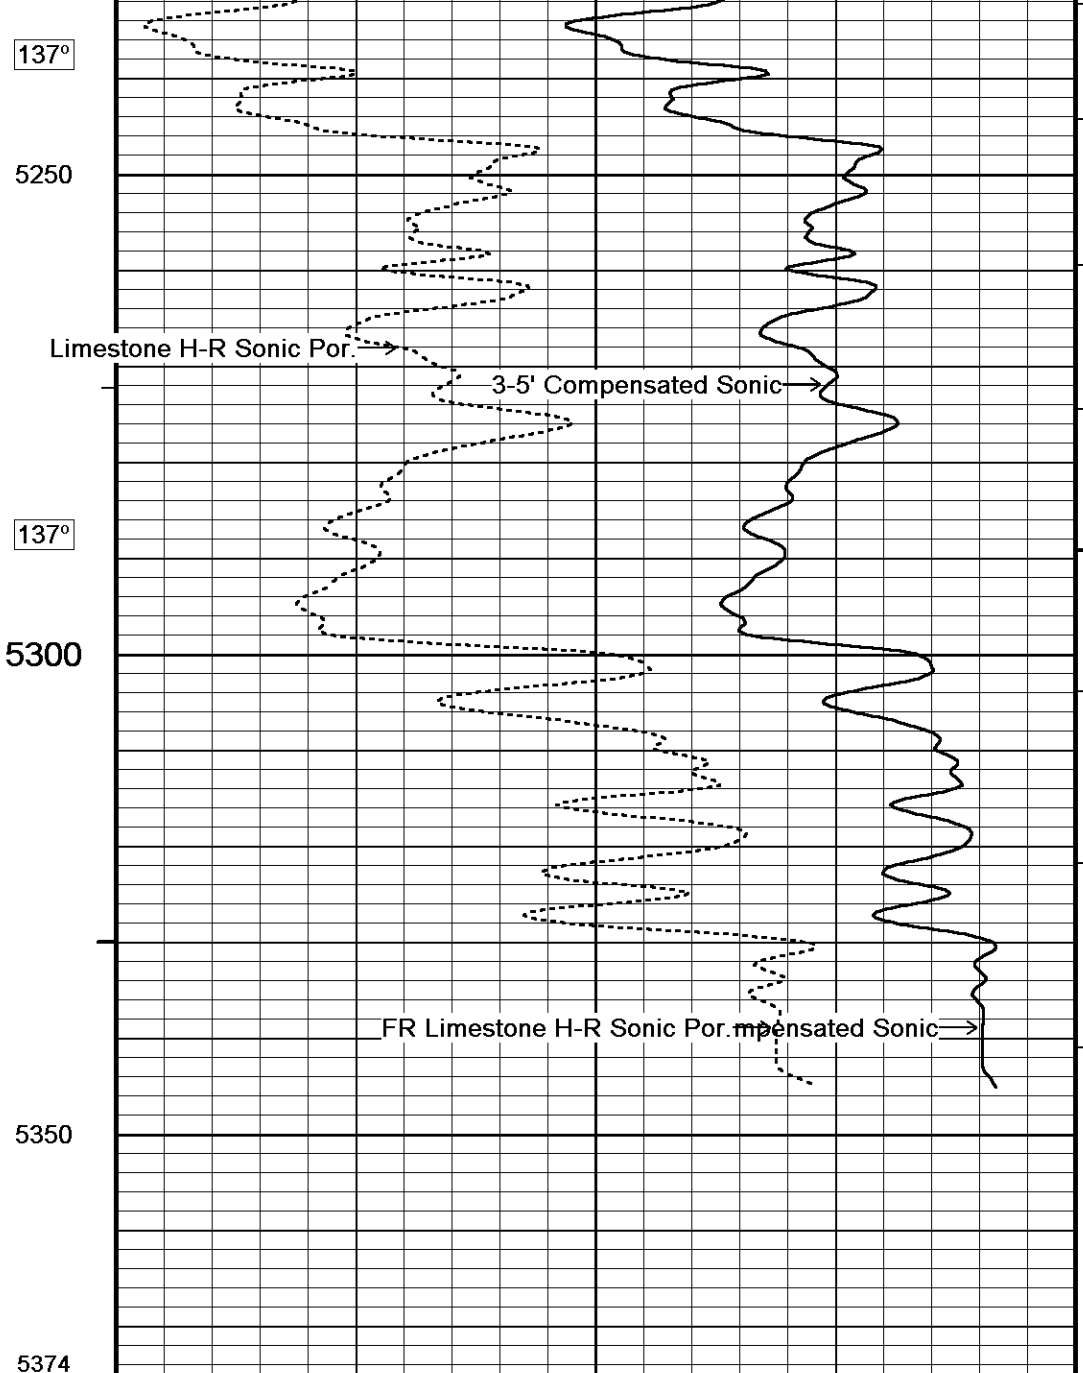 137°
5250
Limestone H-R Sonic Por.
3-5' Compensated Sonic
137°
5300
FR Limestone H-R Sonic Por.mpensated Sonic
5350
5374